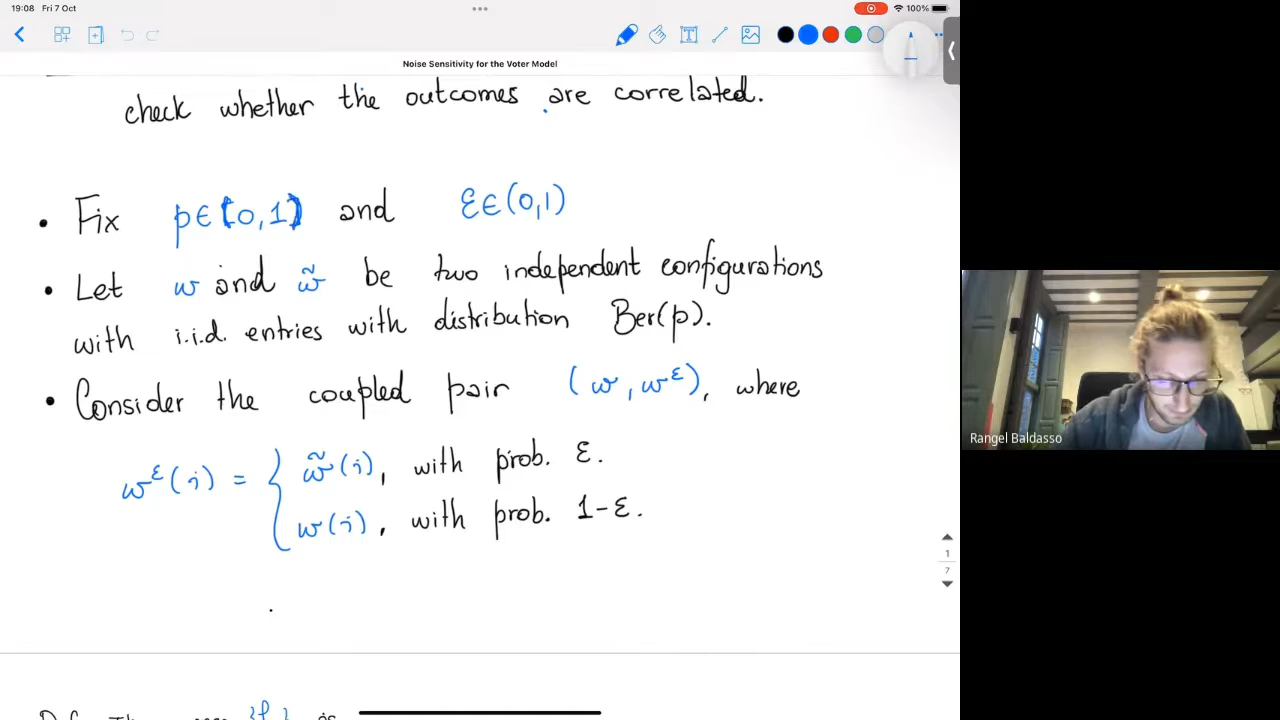 19:08 Fri 7 Oct
100%
Noise Sensitivity for the Voter Model
check whether the outcomes are correlated.
• Fix p∈(0,1) and ε∈(0,1)
• Let w and w̃ be two independent configurations
with i.i.d. entries with distribution Ber(p).
• Consider the coupled pair (w, w^ε), where
w^ε(i) = { w̃(i), with prob. ε.
w(i), with prob. 1-ε.
1
7
Rangel Baldasso